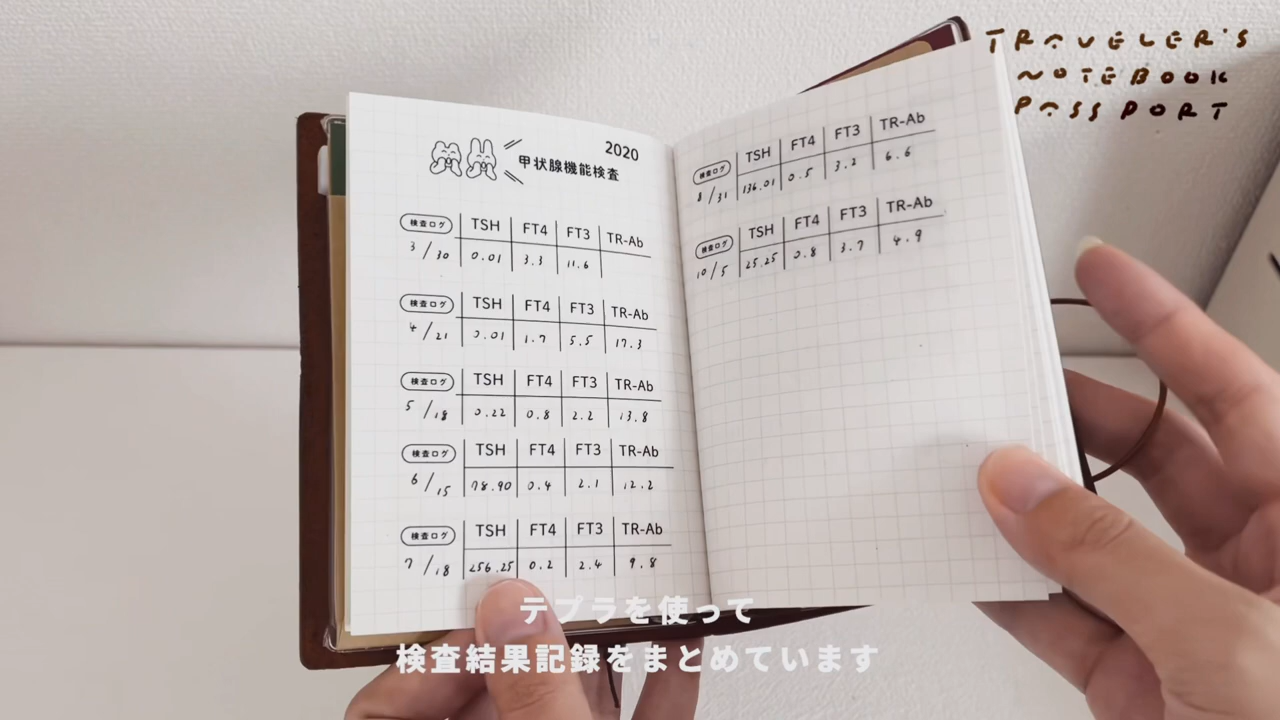 TRAVELER'S
NOTEBOOK
PASSPORT
2020
甲状腺機能検査
検査ログ TSH FT4 FT3 TR-Ab
3/30 0.01 3.3 11.6
検査ログ TSH FT4 FT3 TR-Ab
4/21 0.01 1.7 5.5 17.3
検査ログ TSH FT4 FT3 TR-Ab
5/18 0.22 0.8 2.2 13.8
検査ログ TSH FT4 FT3 TR-Ab
6/15 78.90 0.4 2.1 12.2
検査ログ TSH FT4 FT3 TR-Ab
7/18 256.25 0.2 2.4 9.8
検査ログ TSH FT4 FT3 TR-Ab
8/31 136.01 0.5 3.2 6.6
検査ログ TSH FT4 FT3 TR-Ab
10/5 25.25 0.8 3.7 4.9
テプラを使って
検査結果記録をまとめています